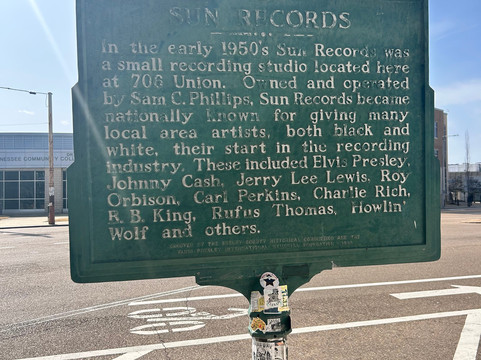 SUN RECORDS
In the early 1950's Sun Records was
a small recording studio located here
at 706 Union. Owned and operated
by Sam C. Phillips, Sun Records became
nationally known for giving many
local area artists, both black and
white, their start in the recording
industry. These included Elvis Presley,
Johnny Cash, Jerry Lee Lewis, Roy
Orbison, Carl Perkins, Charlie Rich,
B. B. King, Rufus Thomas, Howlin'
Wolf and others.
NESSEE COMMUNITY COL